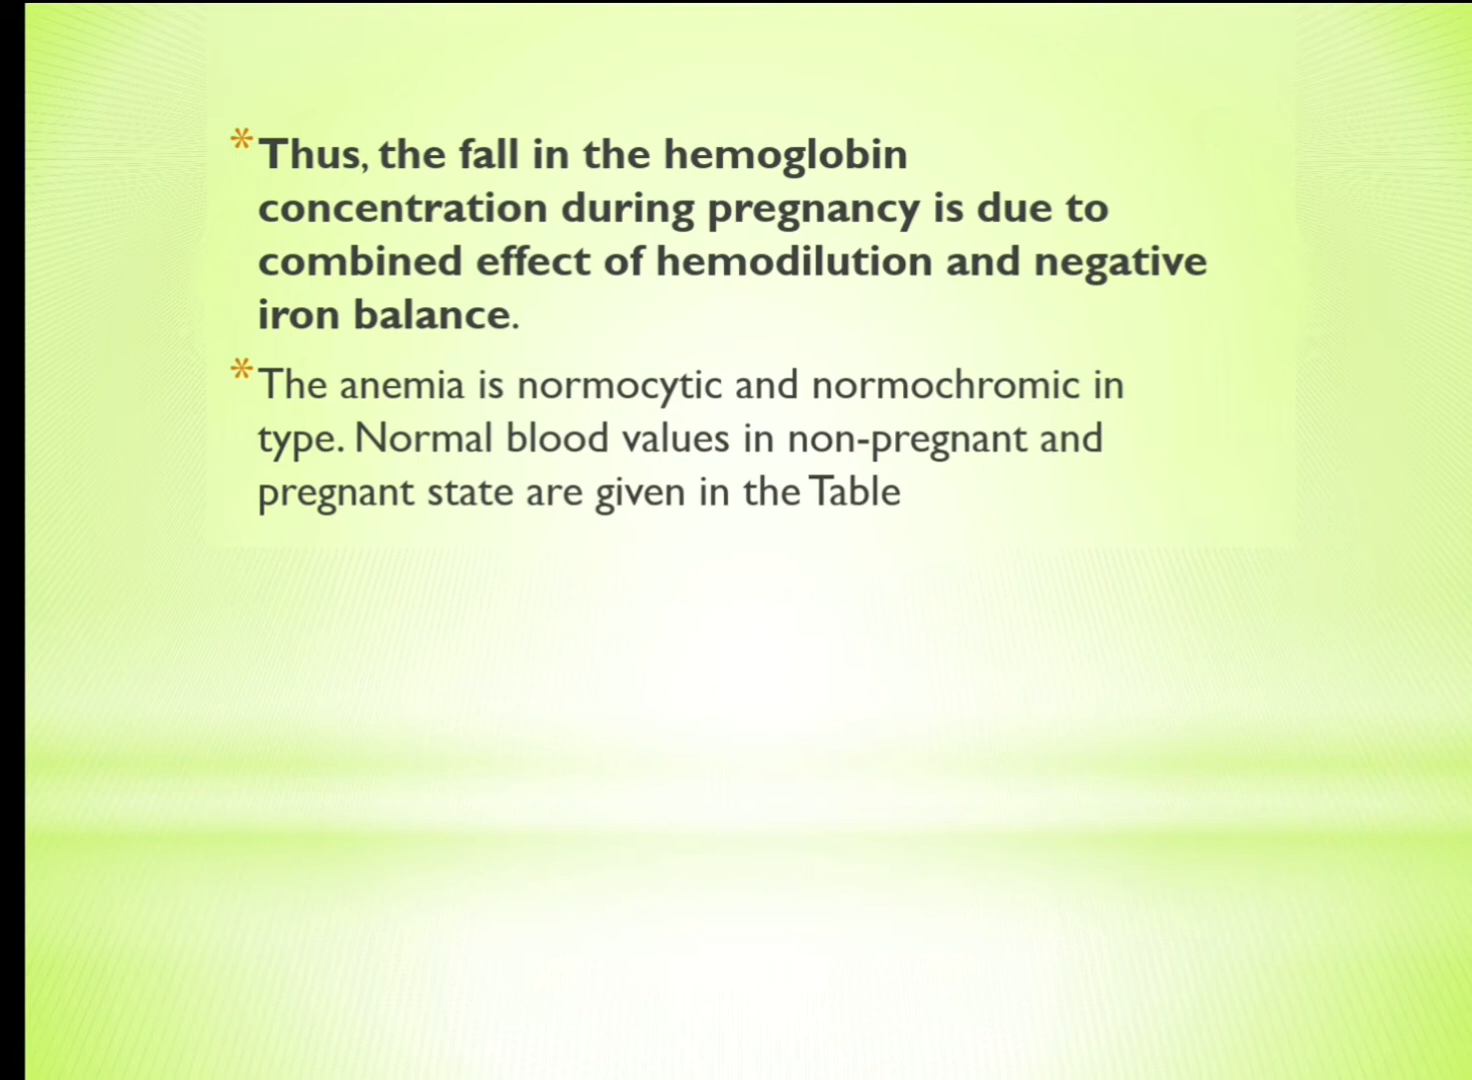 *Thus, the fall in the hemoglobin
concentration during pregnancy is due to
combined effect of hemodilution and negative
iron balance.
*The anemia is normocytic and normochromic in
type. Normal blood values in non-pregnant and
pregnant state are given in the Table